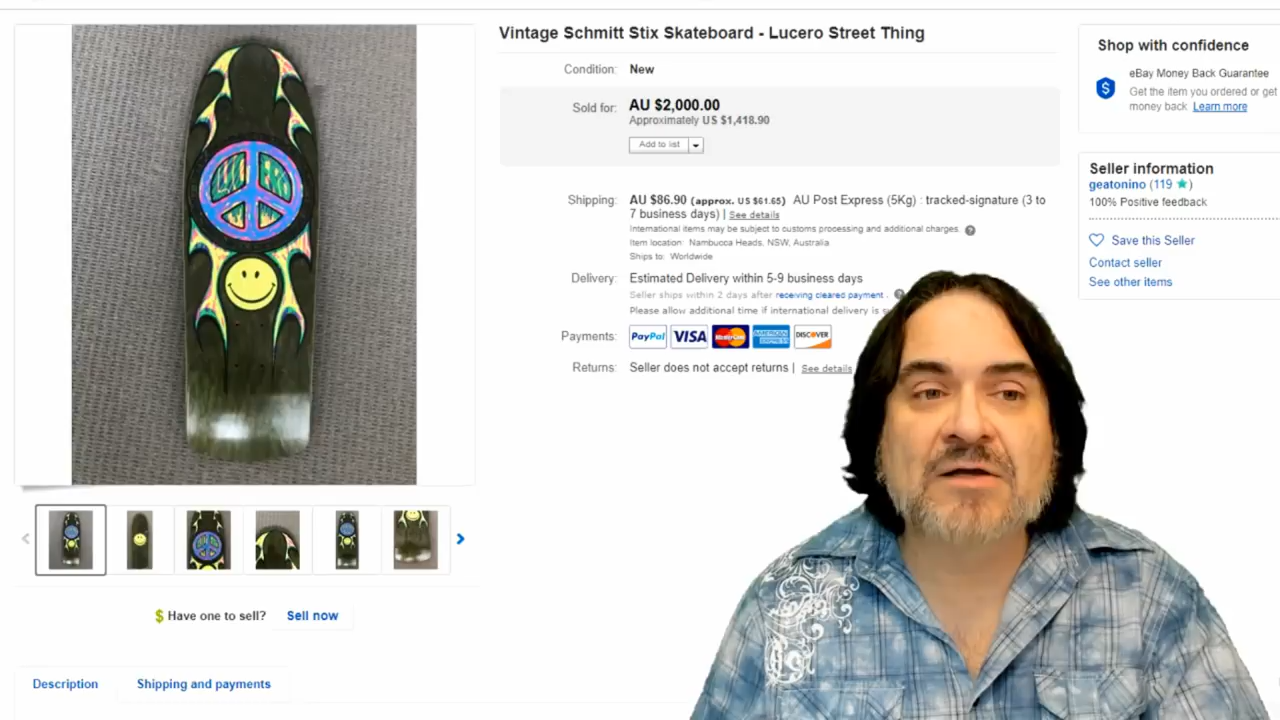 Vintage Schmitt Stix Skateboard - Lucero Street Thing
Condition: New
Sold for: AU $2,000.00
Approximately US $1,418.90
Add to list
Shipping: AU $86.90 (approx. US $61.65) AU Post Express (5Kg) : tracked-signature (3 to
7 business days) | See details
International items may be subject to customs processing and additional charges.
Item location: Nambucca Heads, NSW, Australia
Ships to: Worldwide
Delivery: Estimated Delivery within 5-9 business days
Seller ships within 2 days after receiving cleared payment.
Please allow additional time if international delivery is
Payments: PayPal VISA MasterCard AMERICAN EXPRESS DISCOVER
Returns: Seller does not accept returns | See details
Shop with confidence
eBay Money Back Guarantee
Get the item you ordered or get
money back Learn more
Seller information
geatonino (119)
100% Positive feedback
Save this Seller
Contact seller
See other items
LUCERO
$ Have one to sell? Sell now
Description
Shipping and payments